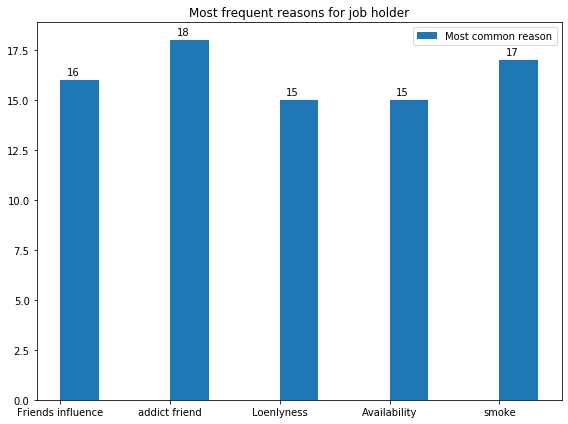 Most frequent reasons for job holder
Most common reason
17.5
15.0
12.5
10.0
7.5
5.0
2.5
0.0
16
18
15
15
17
Friends influence
addict friend
Loenlyness
Availability
smoke